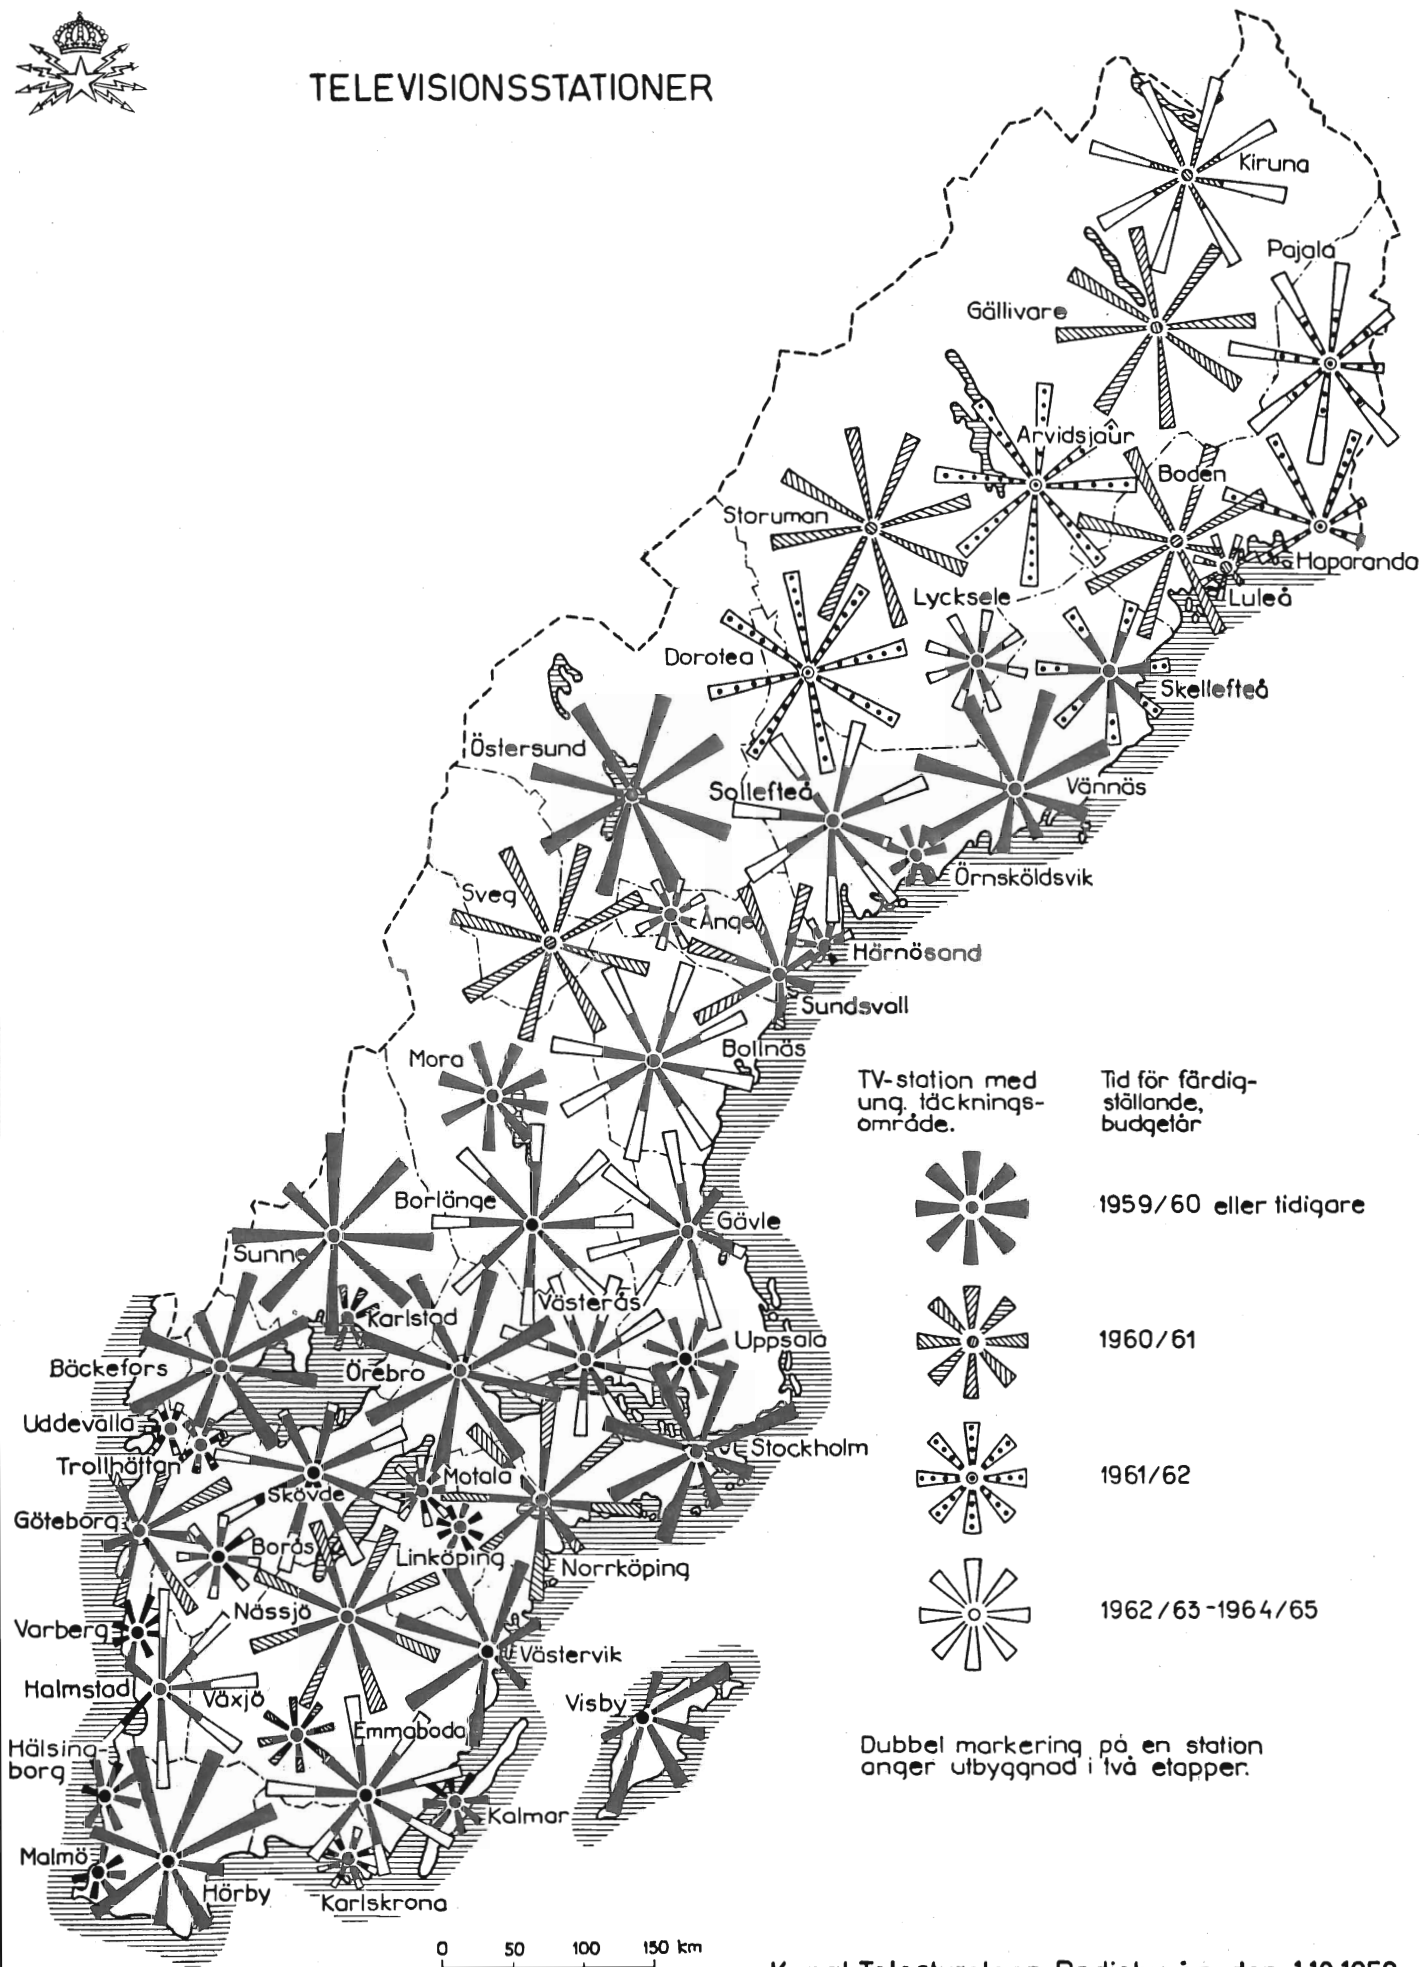 TELEVISIONSSTATIONER
Kiruna
Pajala
Gällivare
Arvidsjaur
Boden
Storuman
Haparanda
Lycksele
Luleå
Dorotea
Skellefteå
Östersund
Sollefteå
Vännäs
Örnsköldsvik
Sveg
Ånge
Härnösand
Sundsvall
Mora
Bollnäs
TV-station med
ung. täcknings-
område.
Tid för färdig-
ställande,
budgetår
1959/60 eller tidigare
1960/61
1961/62
1962/63-1964/65
Dubbel markering på en station
anger utbyggnad i två etapper.
Borlänge
Gävle
Sunne
Västerås
Karlstad
Uppsala
Bäckefors
Örebro
Uddevalla
Stockholm
Trollhättan
Motala
Skövde
Göteborg
Borås
Linköping
Norrköping
Nässjö
Varberg
Västervik
Halmstad
Växjö
Visby
Emmaboda
Hälsing-
borg
Kalmar
Malmö
Hörby
Karlskrona
0 50 100 150 km